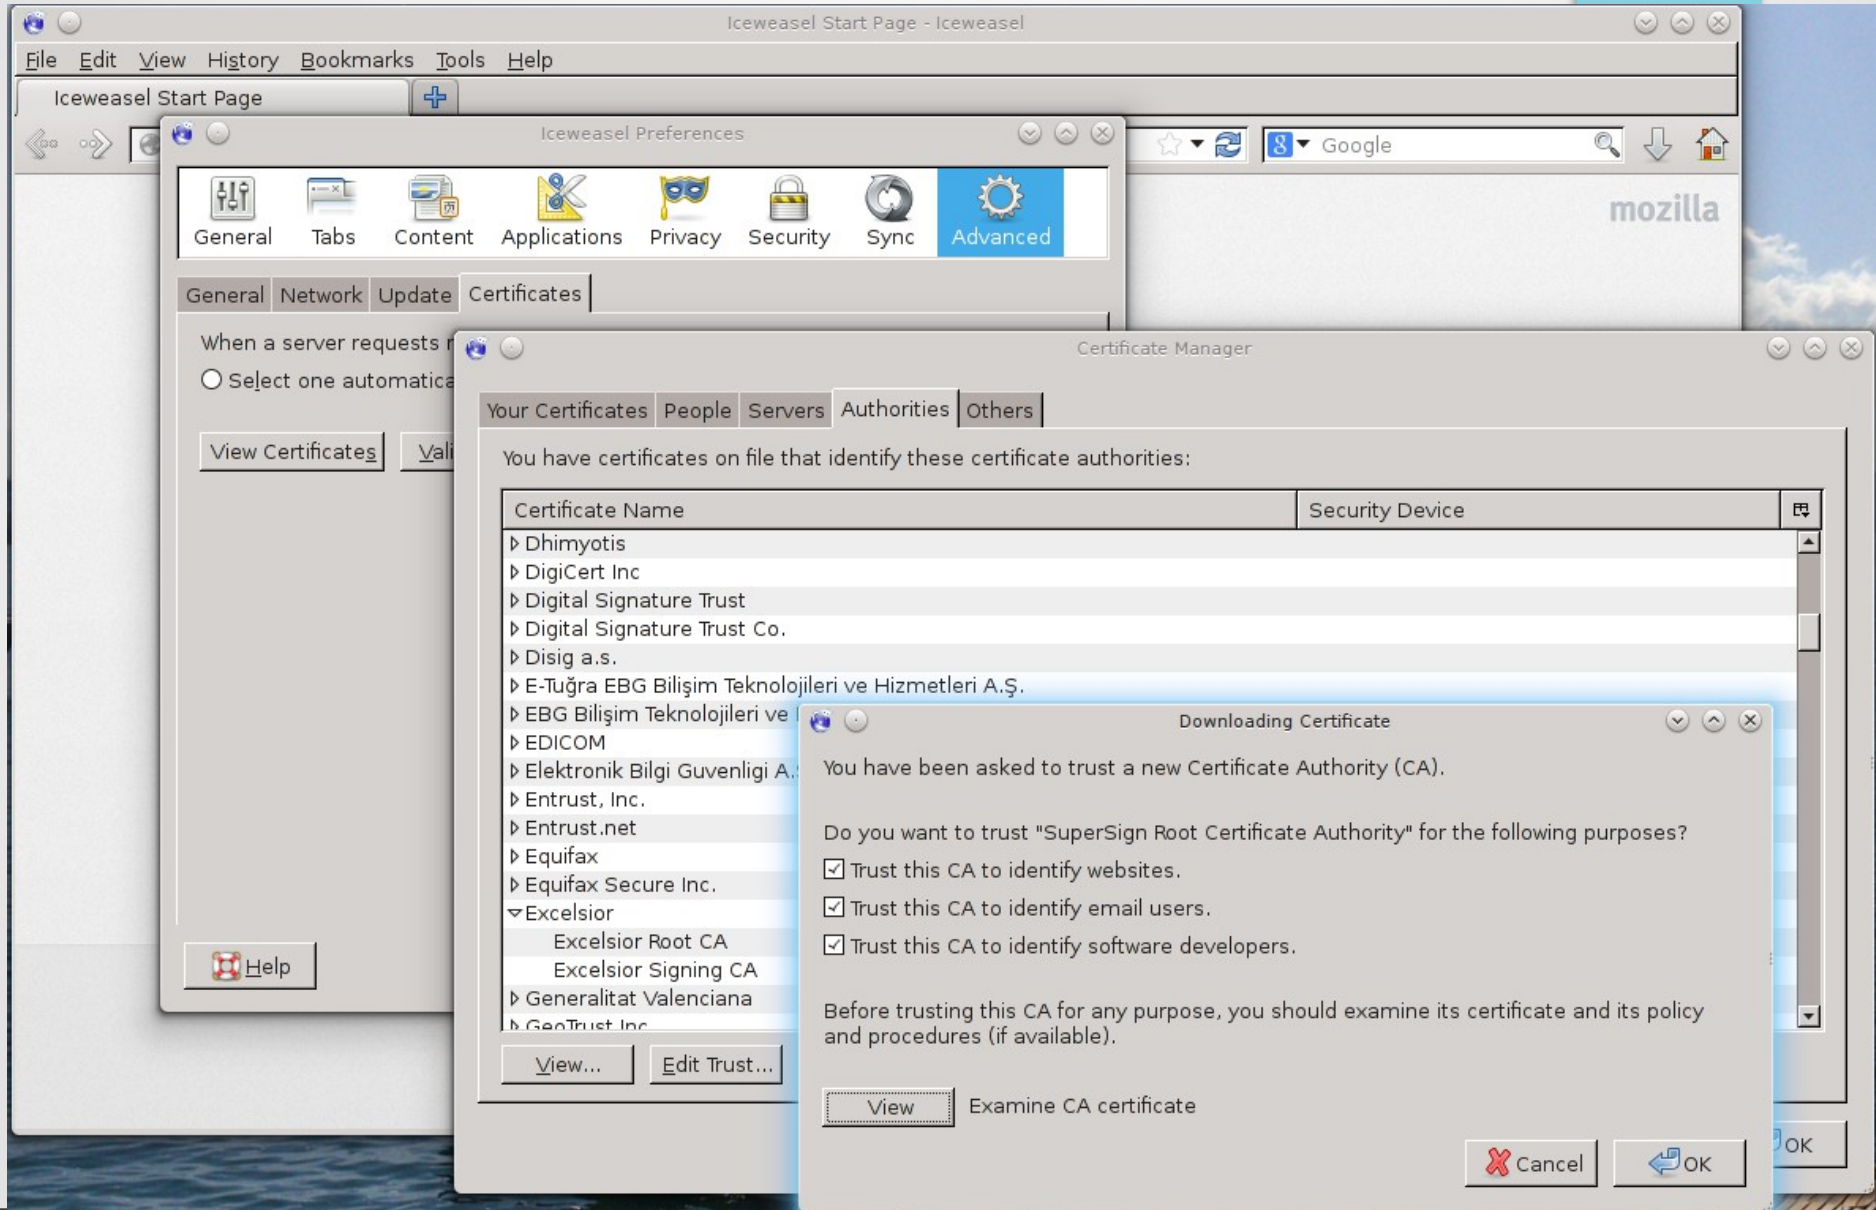 Iceweasel Start Page - Iceweasel
File Edit View History Bookmarks Tools Help
Iceweasel Start Page
Google
mozilla
Iceweasel Preferences
General Tabs Content Applications Privacy Security Sync Advanced
General Network Update Certificates
When a server requests
Select one automatica
View Certificates Vali
Help
Certificate Manager
Your Certificates People Servers Authorities Others
You have certificates on file that identify these certificate authorities:
Certificate Name Security Device
Dhimyotis
DigiCert Inc
Digital Signature Trust
Digital Signature Trust Co.
Disig a.s.
E-Tuğra EBG Bilişim Teknolojileri ve Hizmetleri A.Ş.
EBG Bilişim Teknolojileri ve
EDICOM
Elektronik Bilgi Guvenligi A.
Entrust, Inc.
Entrust.net
Equifax
Equifax Secure Inc.
Excelsior
Excelsior Root CA
Excelsior Signing CA
Generalitat Valenciana
GeoTrust Inc
View... Edit Trust...
OK
Downloading Certificate
You have been asked to trust a new Certificate Authority (CA).
Do you want to trust "SuperSign Root Certificate Authority" for the following purposes?
Trust this CA to identify websites.
Trust this CA to identify email users.
Trust this CA to identify software developers.
Before trusting this CA for any purpose, you should examine its certificate and its policy
and procedures (if available).
View Examine CA certificate
Cancel OK